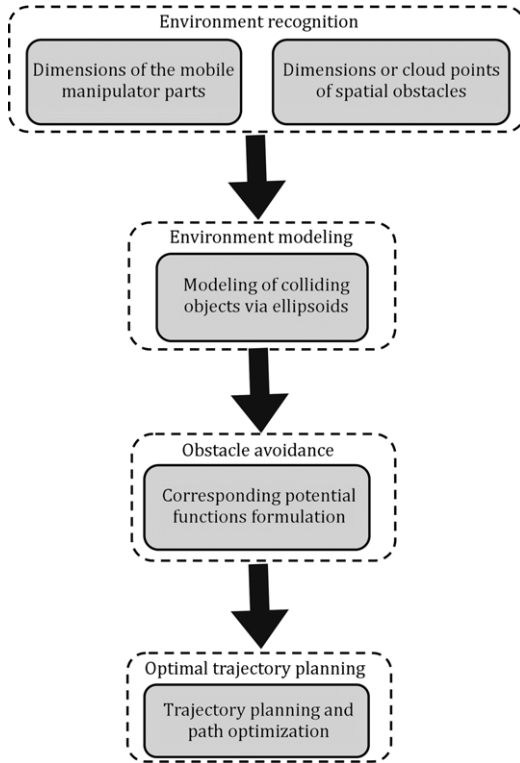 Environment recognition
Dimensions of the mobile
manipulator parts
Dimensions or cloud points
of spatial obstacles
Environment modeling
Modeling of colliding
objects via ellipsoids
Obstacle avoidance
Corresponding potential
functions formulation
Optimal trajectory planning
Trajectory planning and
path optimization